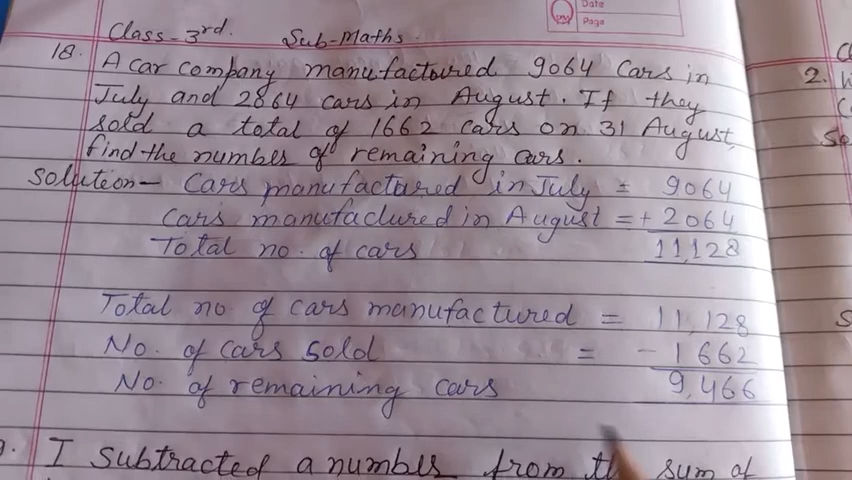 Data
Page
Class-3rd. Sub-Maths.
18. A car company manufactured 9064 Cars in
July and 2864 cars in August. If they
sold a total of 1662 cars on 31 August,
find the number of remaining cars.
Solution- Cars manufactured in July = 9064
Cars manufactured in August = + 2064
Total no. of cars 11,128
Total no of cars manufactured = 11,128
No. of cars sold = - 1662
No. of remaining cars 9,466
I subtracted a number from the sum of
2.